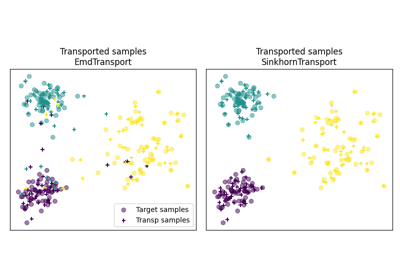 Transported samples
EmdTransport
Transported samples
SinkhornTransport
Target samples
Transp samples